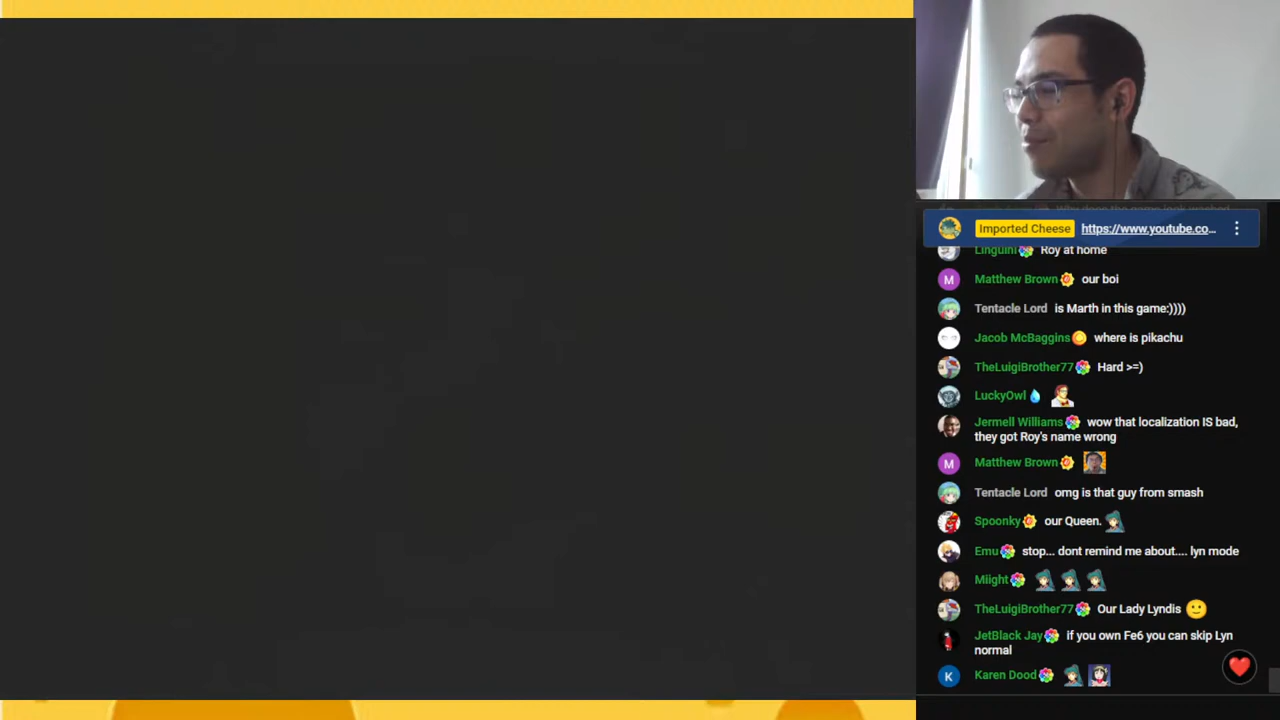 Imported Cheese https://www.youtube.co...
Linguini Roy at home
Matthew Brown our boi
Tentacle Lord is Marth in this game:))))
Jacob McBaggins where is pikachu
TheLuigiBrother77 Hard >=)
LuckyOwl
Jermell Williams wow that localization IS bad,
they got Roy's name wrong
Matthew Brown
Tentacle Lord omg is that guy from smash
Spoonky our Queen.
Emu stop... dont remind me about.... lyn mode
Miight
TheLuigiBrother77 Our Lady Lyndis
JetBlack Jay if you own Fe6 you can skip Lyn
normal
Karen Dood